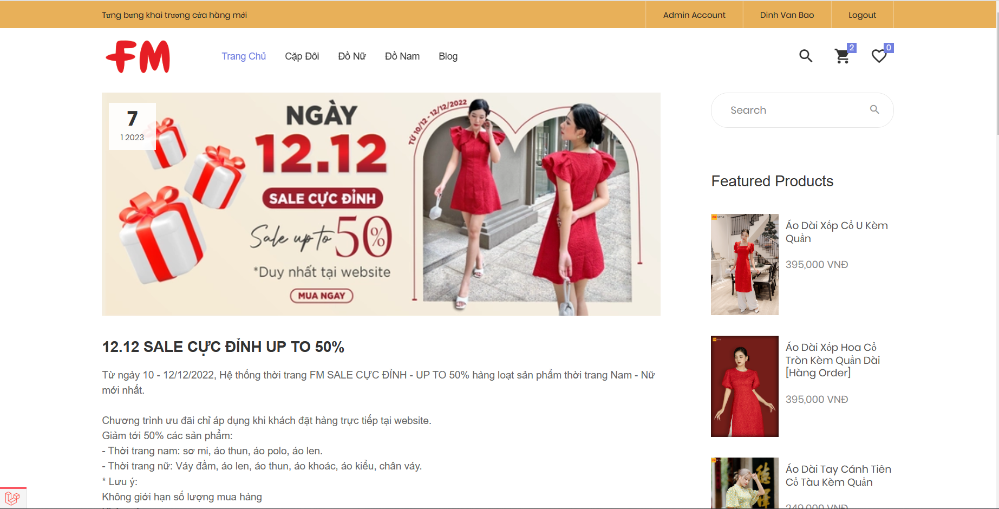 Tưng bừng khai trương cửa hàng mới
Admin Account
Dinh Van Bao
Logout
FM
Trang Chủ
Cặp Đôi
Đồ Nữ
Đồ Nam
Blog
2
0
7
1 2023
NGÀY
12.12
SALE CỰC ĐỈNH
Sale up to 50%
*Duy nhất tại website
MUA NGAY
TỪ 10/12 - 12/12/2022
Search
Featured Products
Áo Dài Xốp Cổ U Kèm
Quần
395,000 VNĐ
Áo Dài Xốp Hoa Cổ
Tròn Kèm Quần Dài
[Hàng Order]
395,000 VNĐ
Áo Dài Tay Cánh Tiên
Cổ Tàu Kèm Quần
249,000 VNĐ
12.12 SALE CỰC ĐỈNH UP TO 50%
Từ ngày 10 - 12/12/2022, Hệ thống thời trang FM SALE CỰC ĐỈNH - UP TO 50% hàng loạt sản phẩm thời trang Nam - Nữ
mới nhất.
Chương trình ưu đãi chỉ áp dụng khi khách đặt hàng trực tiếp tại website.
Giảm tới 50% các sản phẩm:
- Thời trang nam: sơ mi, áo thun, áo polo, áo len.
- Thời trang nữ: Váy đầm, áo len, áo thun, áo khoác, áo kiểu, chân váy.
* Lưu ý:
Không giới hạn số lượng mua hàng